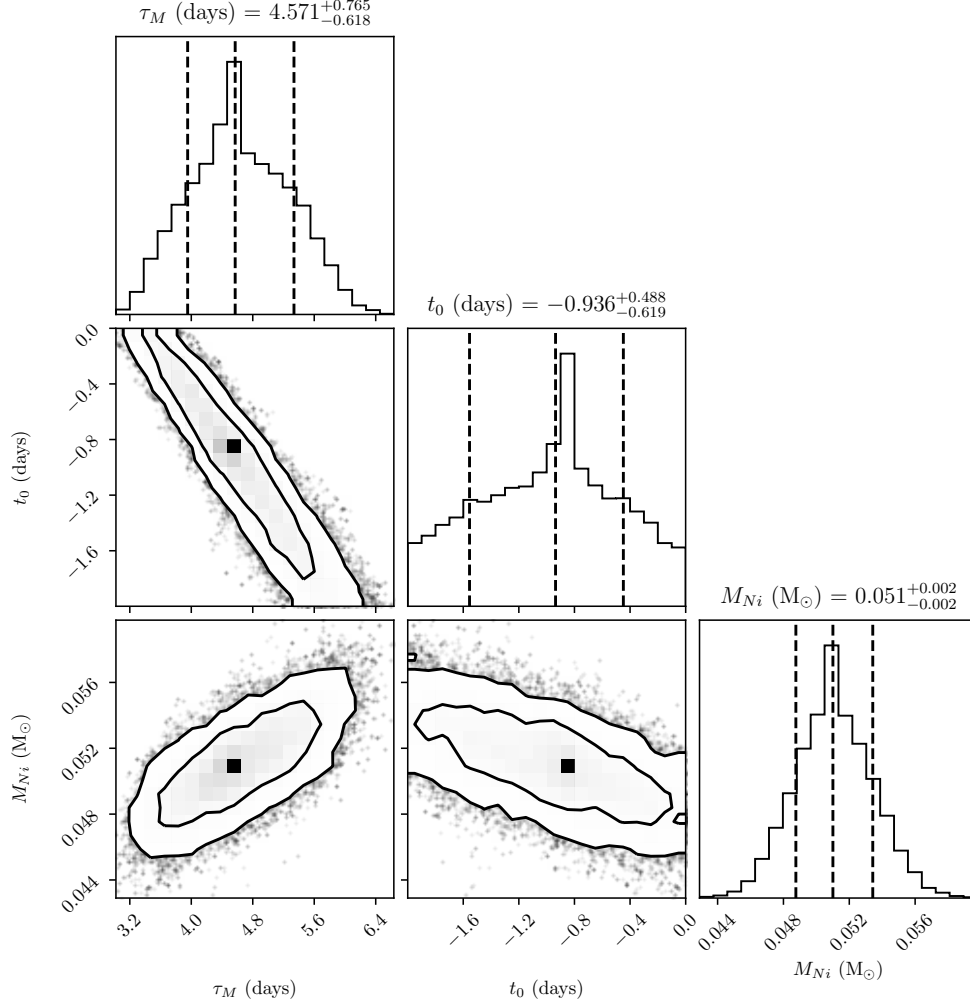 τ_M (days) = 4.571^{+0.765}_{−0.618}
t_0 (days) = −0.936^{+0.488}_{−0.619}
M_{Ni} (M_⊙) = 0.051^{+0.002}_{−0.002}
0.0
−0.4
−0.8
−1.2
−1.6
t_0 (days)
0.056
0.052
0.048
0.044
M_{Ni} (M_⊙)
3.2 4.0 4.8 5.6 6.4
τ_M (days)
−1.6 −1.2 −0.8 −0.4 0.0
t_0 (days)
0.044 0.048 0.052 0.056
M_{Ni} (M_⊙)